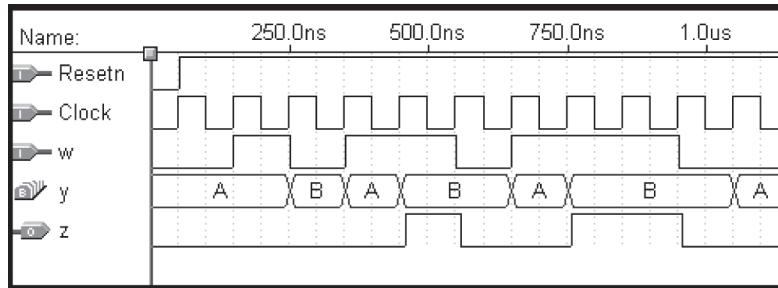 Name: 250.0ns 500.0ns 750.0ns 1.0us
I Resetn
I Clock
I w
B y A B A B A B A
O z